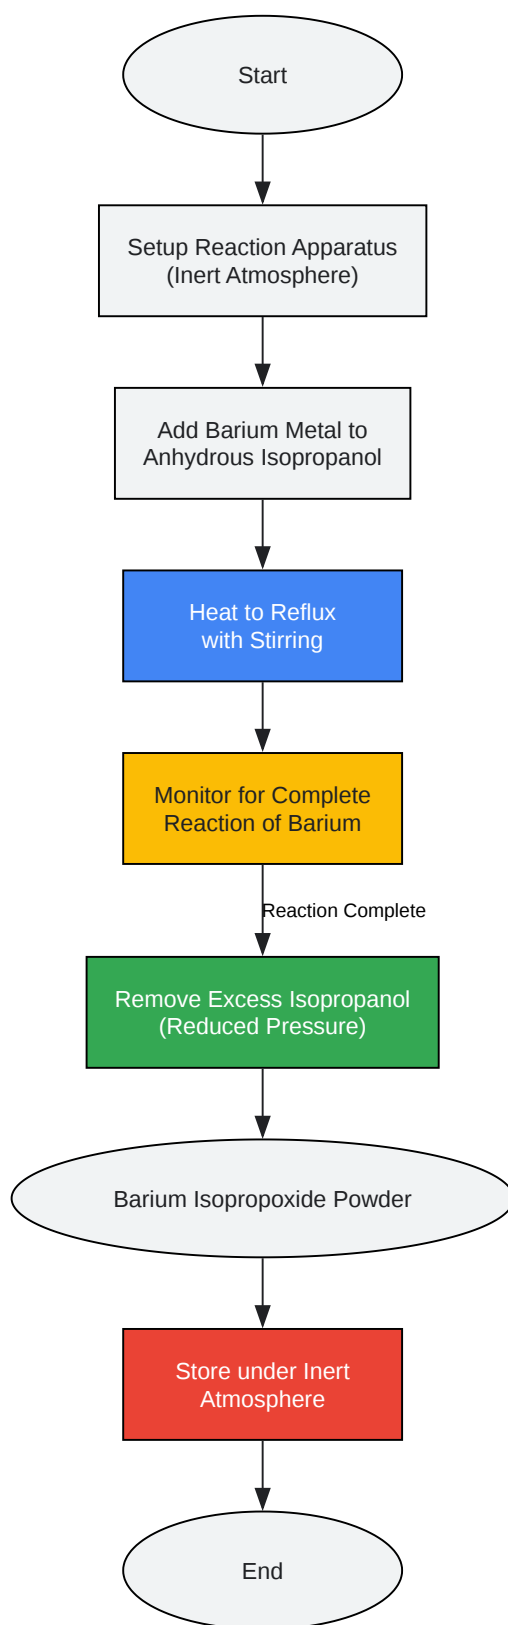 Start
Setup Reaction Apparatus
(Inert Atmosphere)
Add Barium Metal to
Anhydrous Isopropanol
Heat to Reflux
with Stirring
Monitor for Complete
Reaction of Barium
Reaction Complete
Remove Excess Isopropanol
(Reduced Pressure)
Barium Isopropoxide Powder
Store under Inert
Atmosphere
End